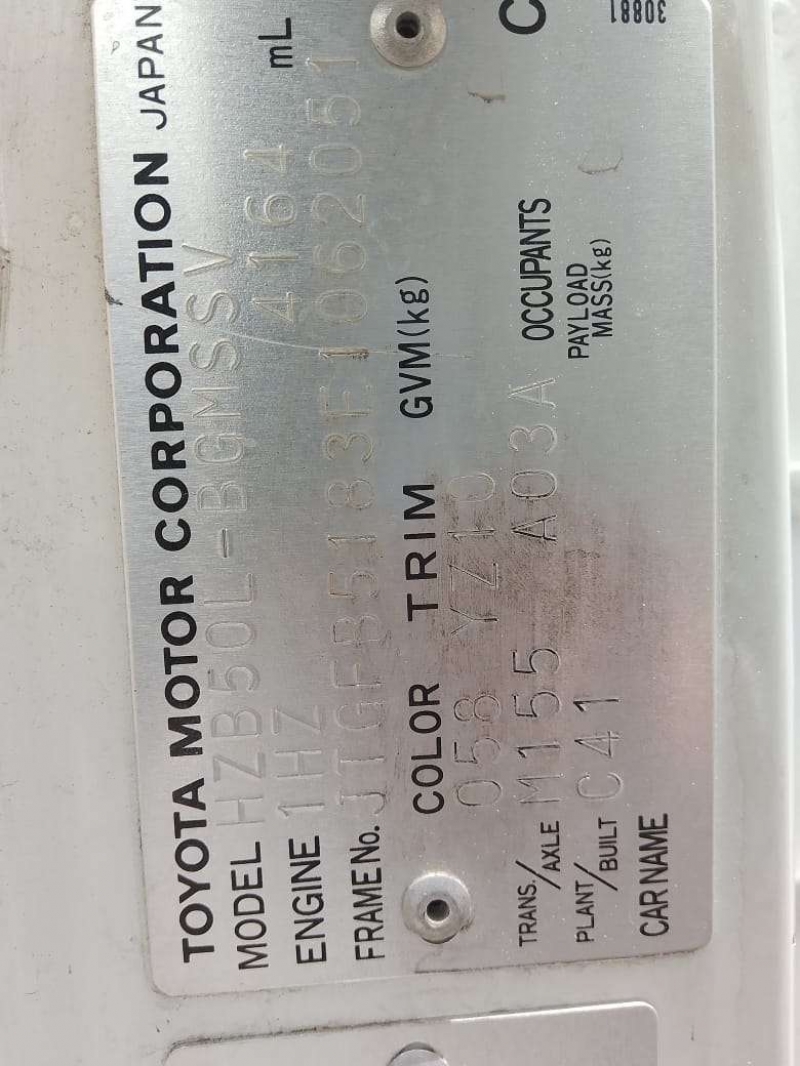 TOYOTA MOTOR CORPORATION JAPAN
MODEL HZB50L-BGMSSV
ENGINE 1HZ 4164 mL
FRAME No. JTGFB5183F1062051
COLOR TRIM GVM(kg)
058 YZ10
TRANS./AXLE M155 A03A OCCUPANTS
PLANT/BUILT C41 PAYLOAD MASS(kg)
CAR NAME
C
30881